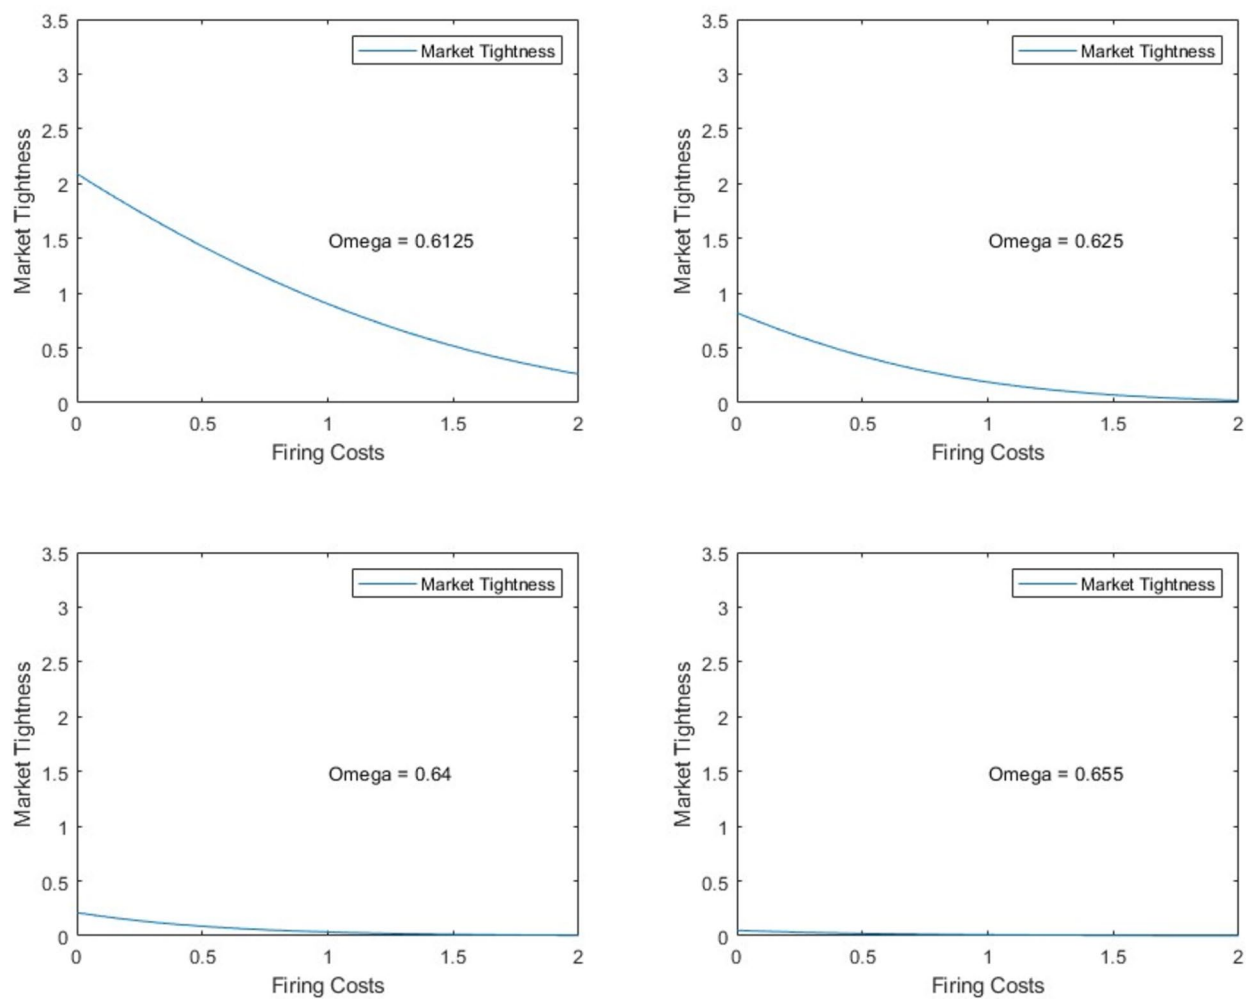 3.5
3
2.5
2
1.5
1
0.5
0
Market Tightness
Market Tightness
Omega = 0.6125
0 0.5 1 1.5 2
Firing Costs
3.5
3
2.5
2
1.5
1
0.5
0
Market Tightness
Market Tightness
Omega = 0.625
0 0.5 1 1.5 2
Firing Costs
3.5
3
2.5
2
1.5
1
0.5
0
Market Tightness
Market Tightness
Omega = 0.64
0 0.5 1 1.5 2
Firing Costs
3.5
3
2.5
2
1.5
1
0.5
0
Market Tightness
Market Tightness
Omega = 0.655
0 0.5 1 1.5 2
Firing Costs